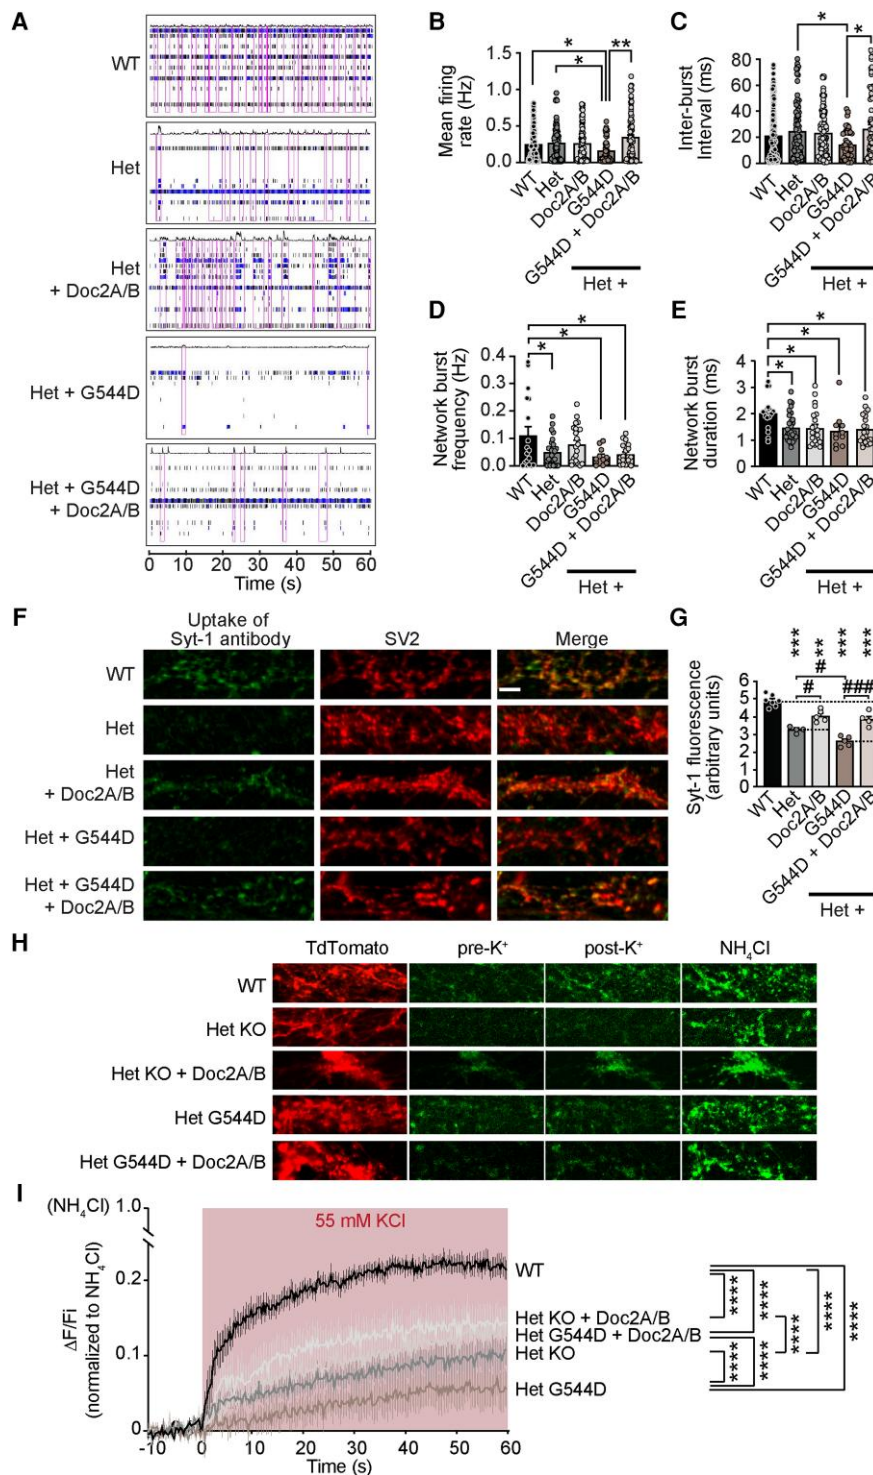 A
WT
Het
Het
+ Doc2A/B
Het + G544D
Het + G544D
+ Doc2A/B
0 10 20 30 40 50 60
Time (s)
B
* **
*
Mean firing
rate (Hz)
1.5
1.0
0.5
0.0
WT
Het
Doc2A/B
G544D
G544D + Doc2A/B
Het +
C
*
*
Inter-burst
Interval (ms)
80
60
40
20
0
WT
Het
Doc2A/B
G544D
G544D + Doc2A/B
Het +
D
*
*
*
Network burst
frequency (Hz)
0.4
0.3
0.2
0.1
0.0
WT
Het
Doc2A/B
G544D
G544D + Doc2A/B
Het +
E
*
*
*
*
Network burst
duration (ms)
4
3
2
1
0
WT
Het
Doc2A/B
G544D
G544D + Doc2A/B
Het +
F
Uptake of
Syt-1 antibody
SV2
Merge
WT
Het
Het
+ Doc2A/B
Het + G544D
Het + G544D
+ Doc2A/B
G
*** ** *** ***
#
# ###
Syt-1 fluorescence
(arbitrary units)
6
5
4
3
2
1
0
WT
Het
Doc2A/B
G544D
G544D + Doc2A/B
Het +
H
TdTomato pre-K⁺ post-K⁺ NH₄Cl
WT
Het KO
Het KO + Doc2A/B
Het G544D
Het G544D + Doc2A/B
I
(NH₄Cl) 1.0
55 mM KCl
ΔF/Fi
(normalized to NH₄Cl)
0.2
0.1
0
-10 0 10 20 30 40 50 60
Time (s)
WT
Het KO + Doc2A/B
Het G544D + Doc2A/B
Het KO
Het G544D
**** **** **** **** ****
**** ****